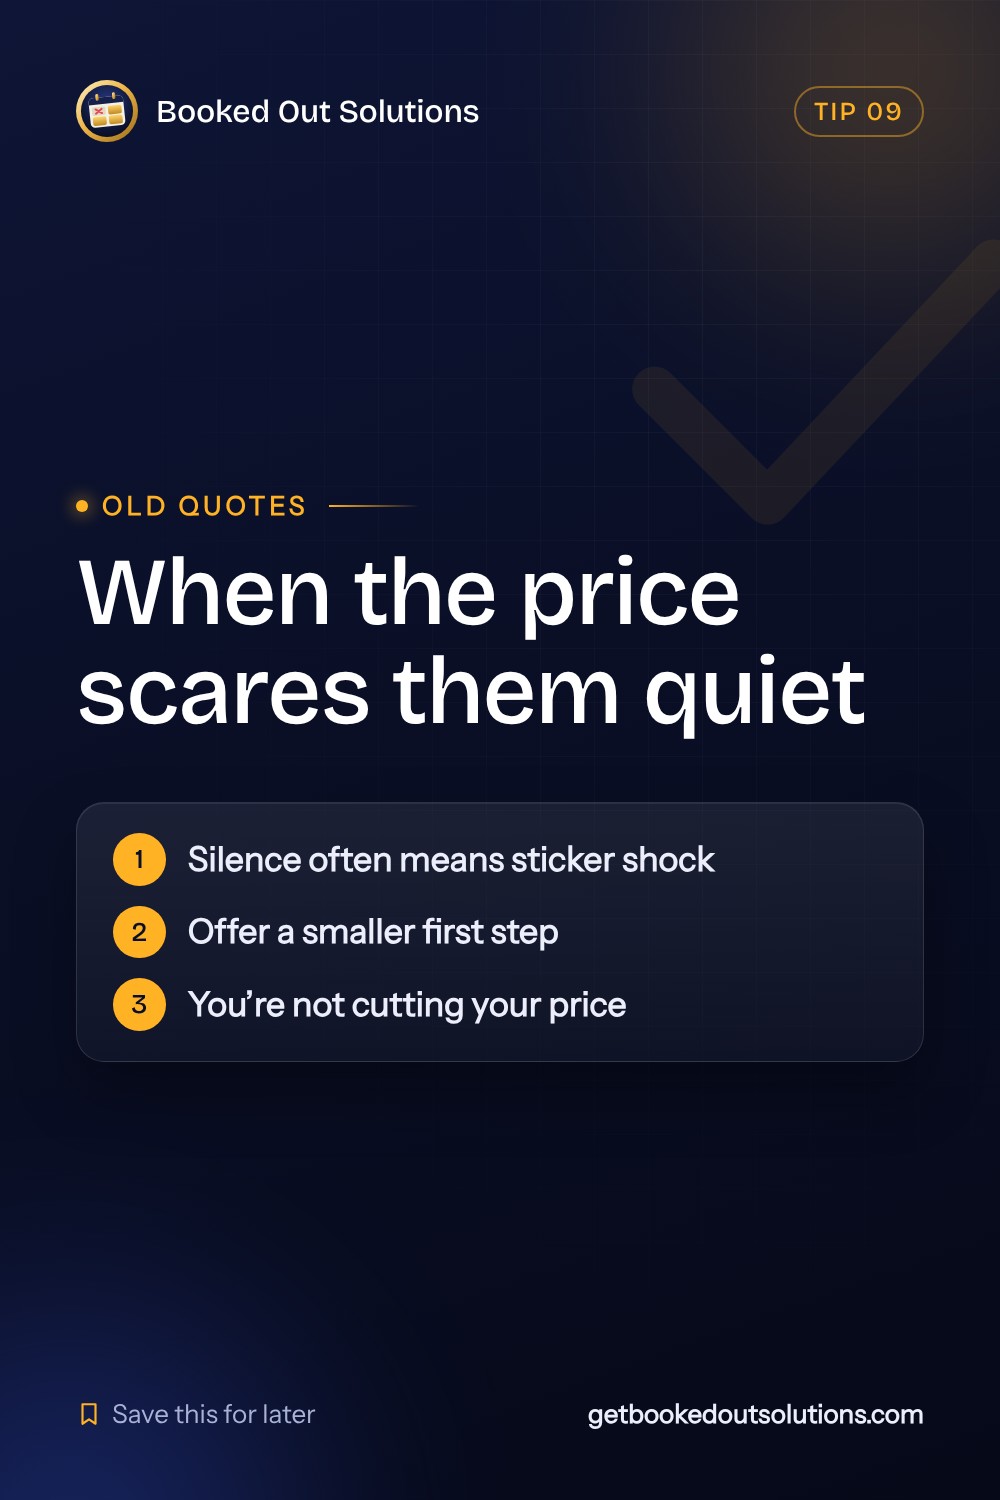 Booked Out Solutions
TIP 09
OLD QUOTES
When the price
scares them quiet
1 Silence often means sticker shock
2 Offer a smaller first step
3 You’re not cutting your price
Save this for later
getbookedoutsolutions.com